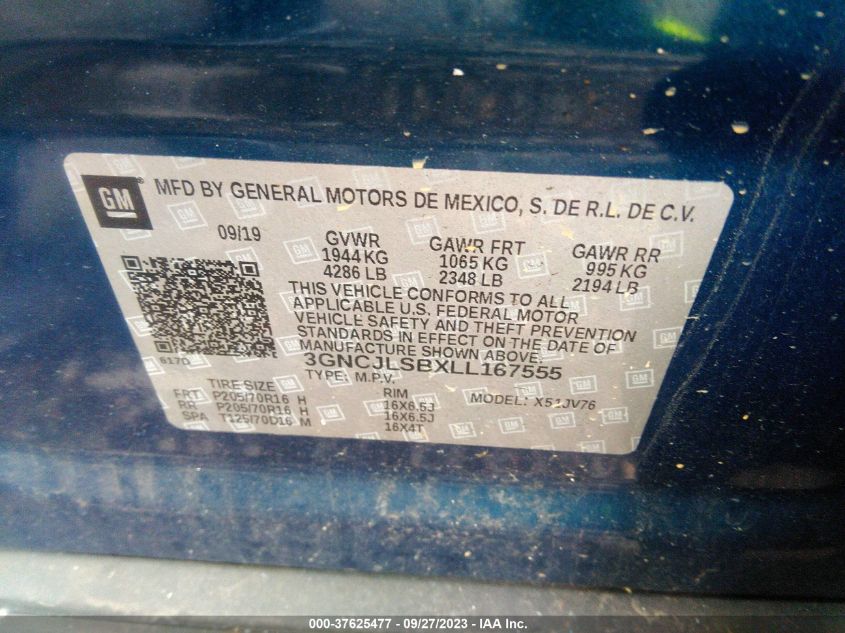 GM
MFD BY GENERAL MOTORS DE MEXICO, S. DE R.L. DE C.V.
09/19 GVWR GAWR FRT GAWR RR
1944 KG 1065 KG 995 KG
4286 LB 2348 LB 2194 LB
THIS VEHICLE CONFORMS TO ALL
APPLICABLE U.S. FEDERAL MOTOR
VEHICLE SAFETY AND THEFT PREVENTION
STANDARDS IN EFFECT ON THE DATE OF
MANUFACTURE SHOWN ABOVE.
617D 3GNCJLSBXLL167555
TYPE: M.P.V. MODEL: X51JV76
TIRE SIZE RIM
FRT: P205/70R16 H 16X6.5J
RR: P205/70R16 H 16X6.5J
SPA T125/70D16 M 16X4T
000-37625477 - 09/27/2023 - IAA Inc.